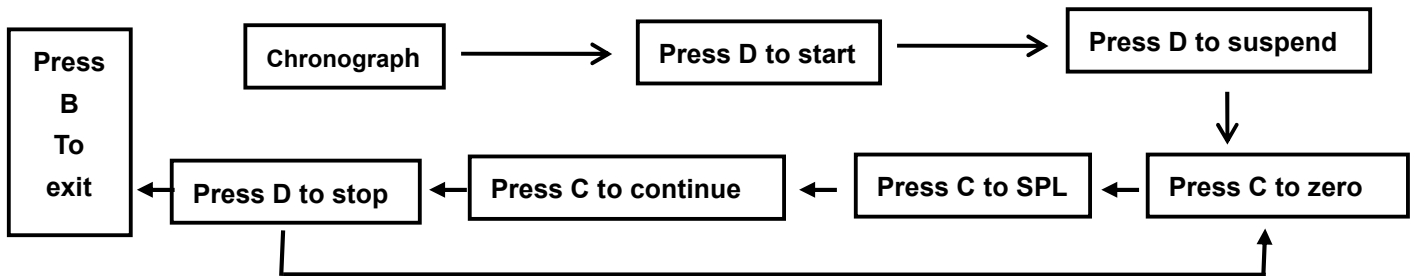 Press
B
To
exit
Chronograph
Press D to start
Press D to suspend
Press D to stop
Press C to continue
Press C to SPL
Press C to zero